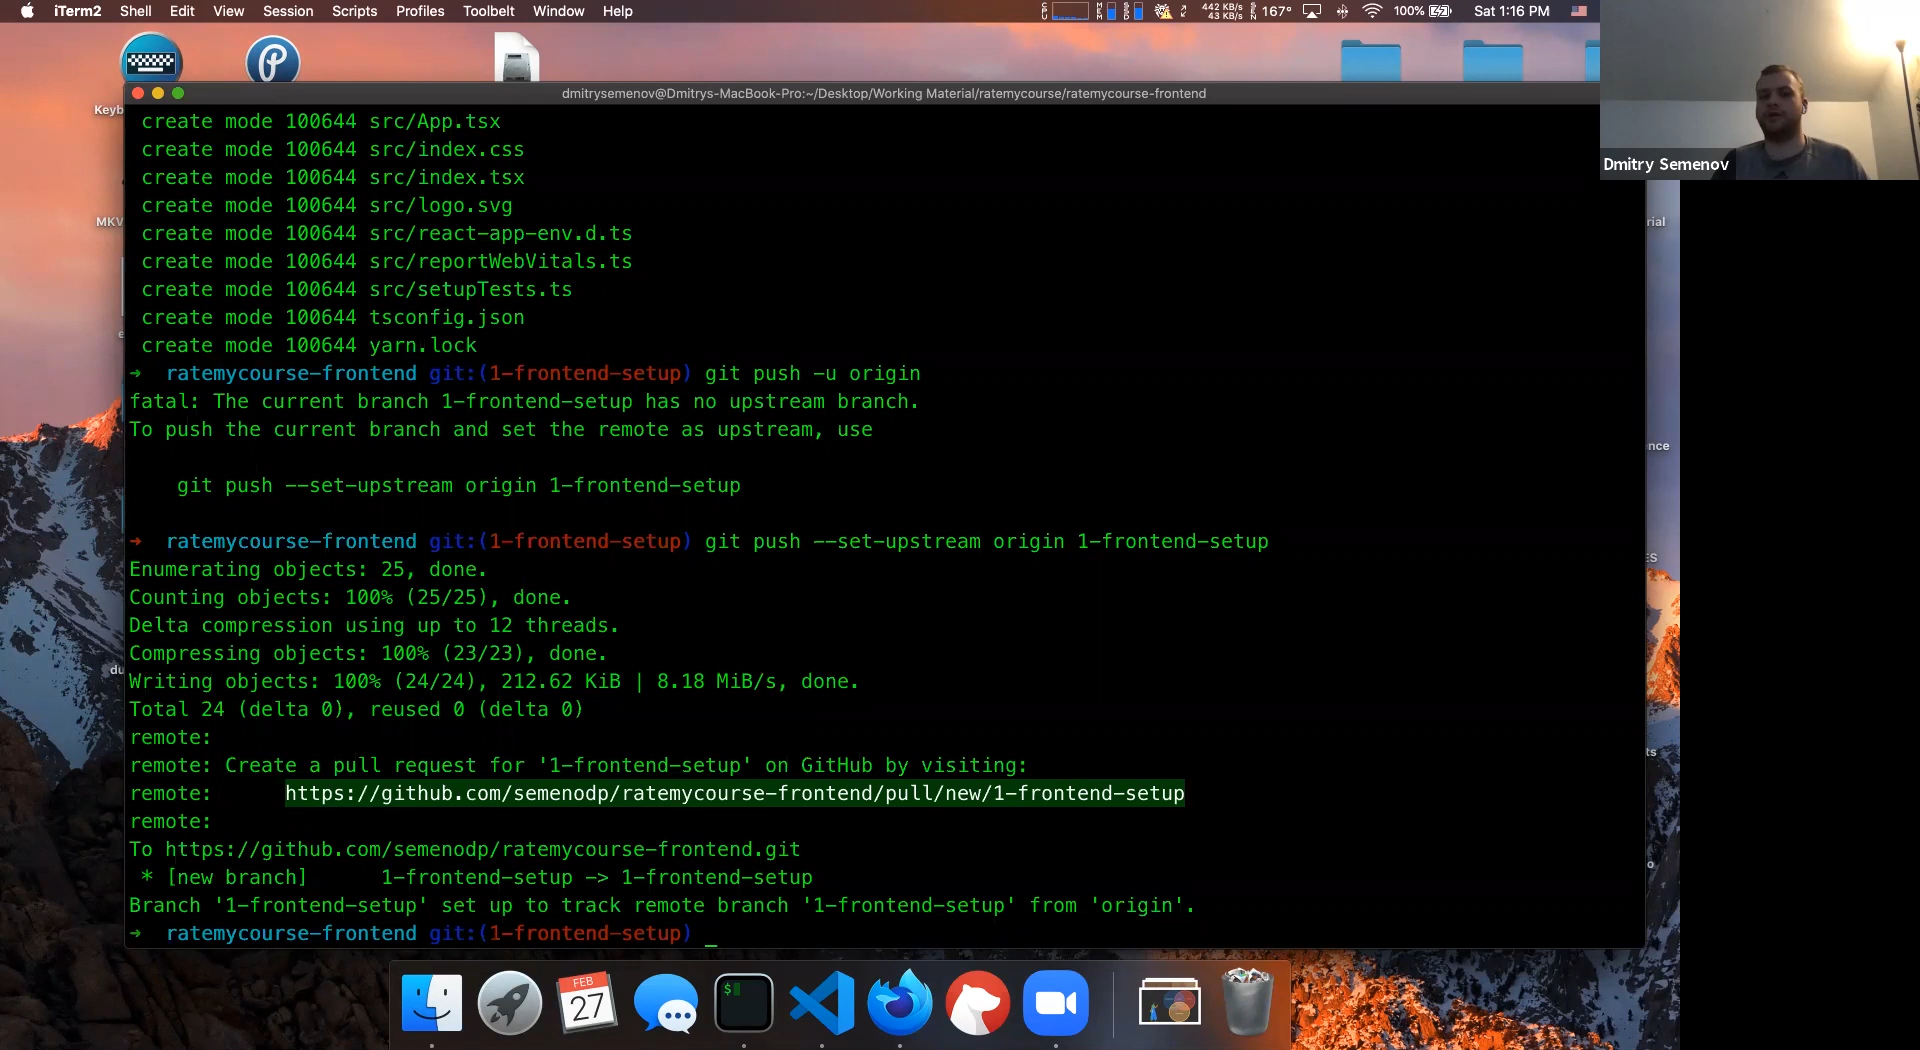 iTerm2 Shell Edit View Session Scripts Profiles Toolbelt Window Help
442 KB/s
43 KB/s
167° 100% Sat 1:16 PM
Keyb
MKV
du
rial
nce
ES
ts
dmitrysemenov@Dmitrys-MacBook-Pro:~/Desktop/Working Material/ratemycourse/ratemycourse-frontend
Dmitry Semenov
create mode 100644 src/App.tsx
create mode 100644 src/index.css
create mode 100644 src/index.tsx
create mode 100644 src/logo.svg
create mode 100644 src/react-app-env.d.ts
create mode 100644 src/reportWebVitals.ts
create mode 100644 src/setupTests.ts
create mode 100644 tsconfig.json
create mode 100644 yarn.lock
➜ ratemycourse-frontend git:(1-frontend-setup) git push -u origin
fatal: The current branch 1-frontend-setup has no upstream branch.
To push the current branch and set the remote as upstream, use
git push --set-upstream origin 1-frontend-setup
➜ ratemycourse-frontend git:(1-frontend-setup) git push --set-upstream origin 1-frontend-setup
Enumerating objects: 25, done.
Counting objects: 100% (25/25), done.
Delta compression using up to 12 threads.
Compressing objects: 100% (23/23), done.
Writing objects: 100% (24/24), 212.62 KiB | 8.18 MiB/s, done.
Total 24 (delta 0), reused 0 (delta 0)
remote:
remote: Create a pull request for '1-frontend-setup' on GitHub by visiting:
remote: https://github.com/semenodp/ratemycourse-frontend/pull/new/1-frontend-setup
remote:
To https://github.com/semenodp/ratemycourse-frontend.git
* [new branch] 1-frontend-setup -> 1-frontend-setup
Branch '1-frontend-setup' set up to track remote branch '1-frontend-setup' from 'origin'.
➜ ratemycourse-frontend git:(1-frontend-setup) _
FEB
27
$